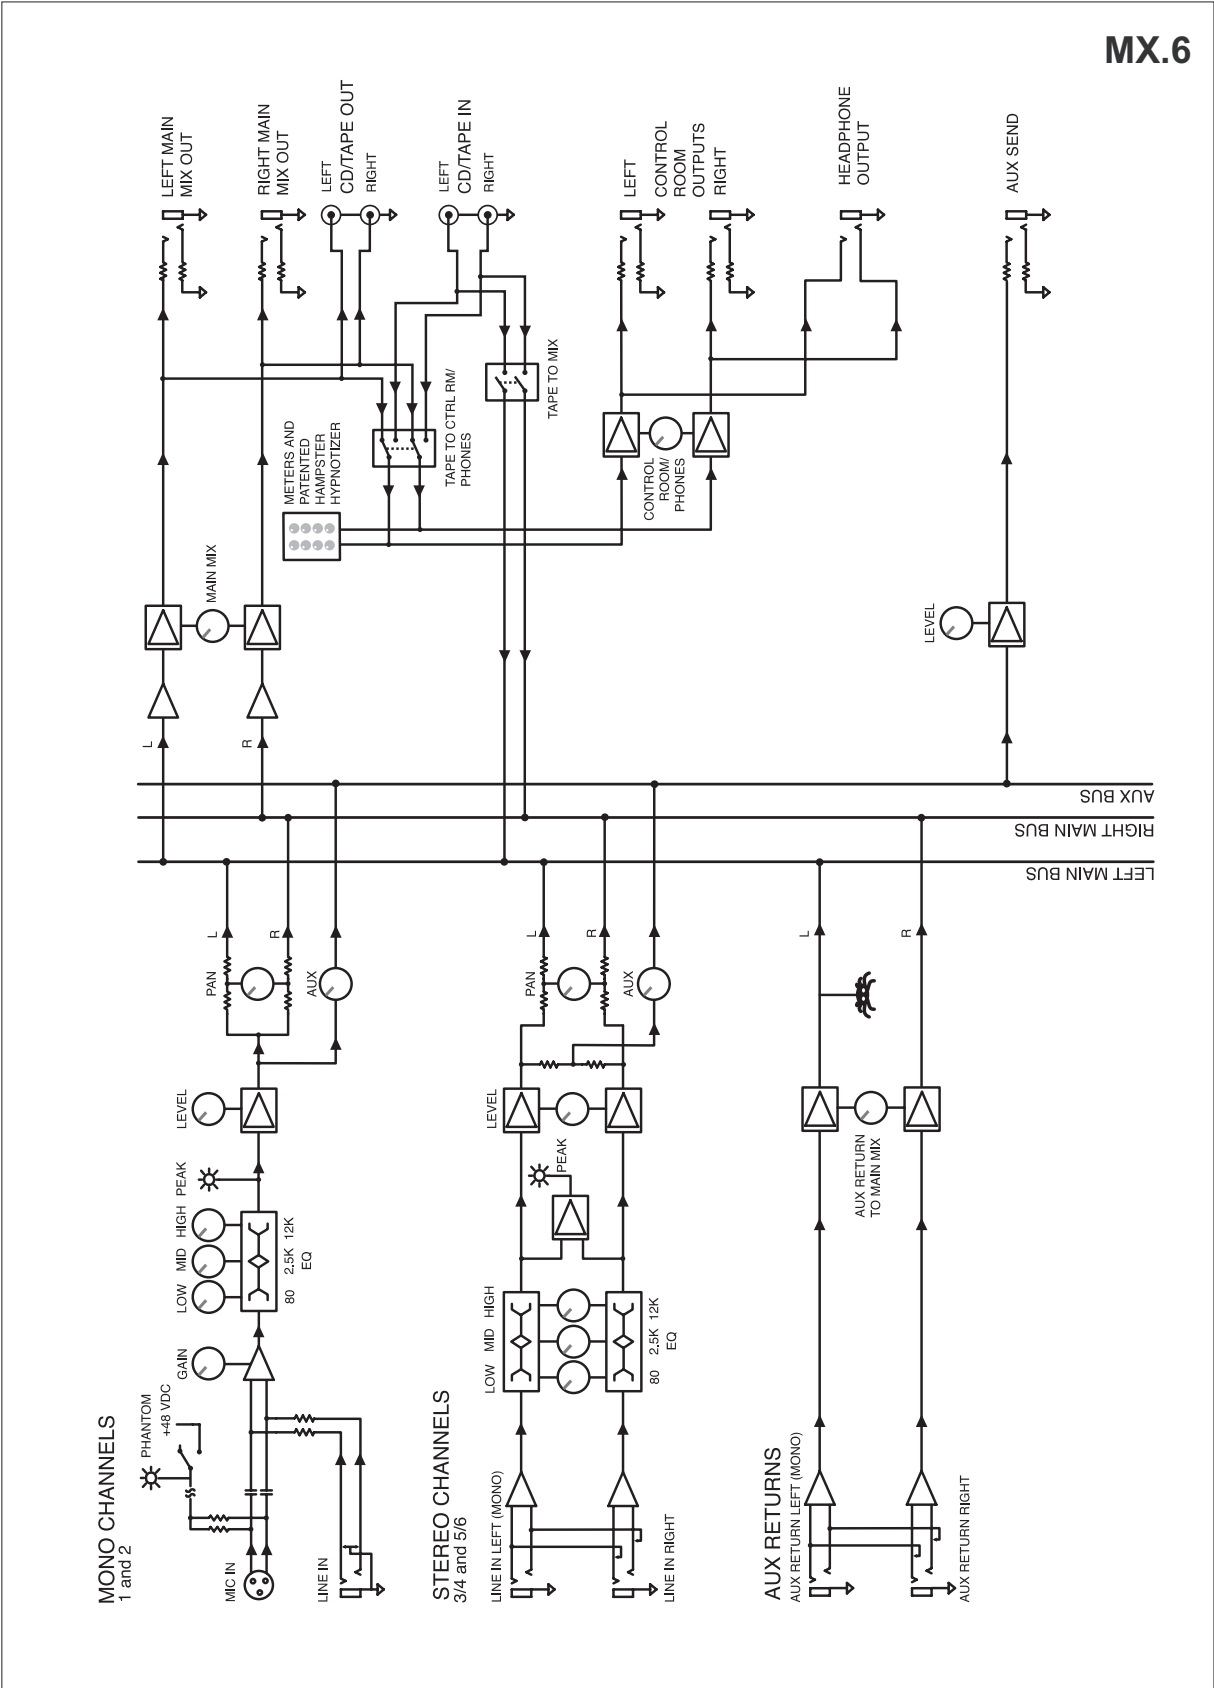 MX.6
LEFT MAIN
MIX OUT
RIGHT MAIN
MIX OUT
LEFT
CD/TAPE OUT
RIGHT
LEFT
CD/TAPE IN
RIGHT
LEFT
CONTROL
ROOM
OUTPUTS
RIGHT
HEADPHONE
OUTPUT
AUX SEND
METERS AND
PATENTED
HAMPSTER
HYPNOTIZER
TAPE TO CTRL RM/
PHONES
TAPE TO MIX
CONTROL
ROOM/
PHONES
MAIN MIX
LEVEL
L
R
AUX BUS
RIGHT MAIN BUS
LEFT MAIN BUS
L
R
PAN
AUX
LEVEL
PEAK
LOW
MID
HIGH
80
2.5K
12K
EQ
GAIN
PHANTOM
+48 VDC
MONO CHANNELS
1 and 2
MIC IN
LINE IN
L
R
PAN
AUX
LEVEL
PEAK
LOW
MID
HIGH
80
2.5K
12K
EQ
STEREO CHANNELS
3/4 and 5/6
LINE IN LEFT (MONO)
LINE IN RIGHT
L
R
AUX RETURN
TO MAIN MIX
AUX RETURNS
AUX RETURN LEFT (MONO)
AUX RETURN RIGHT